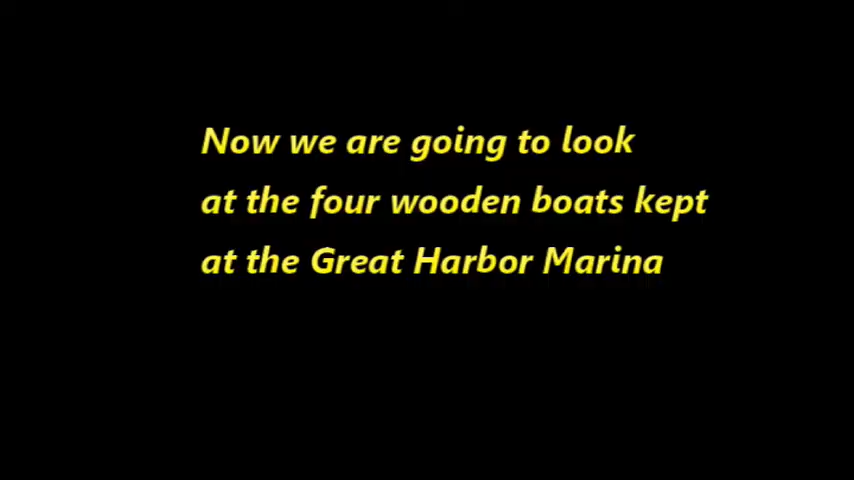 Now we are going to look
at the four wooden boats kept
at the Great Harbor Marina